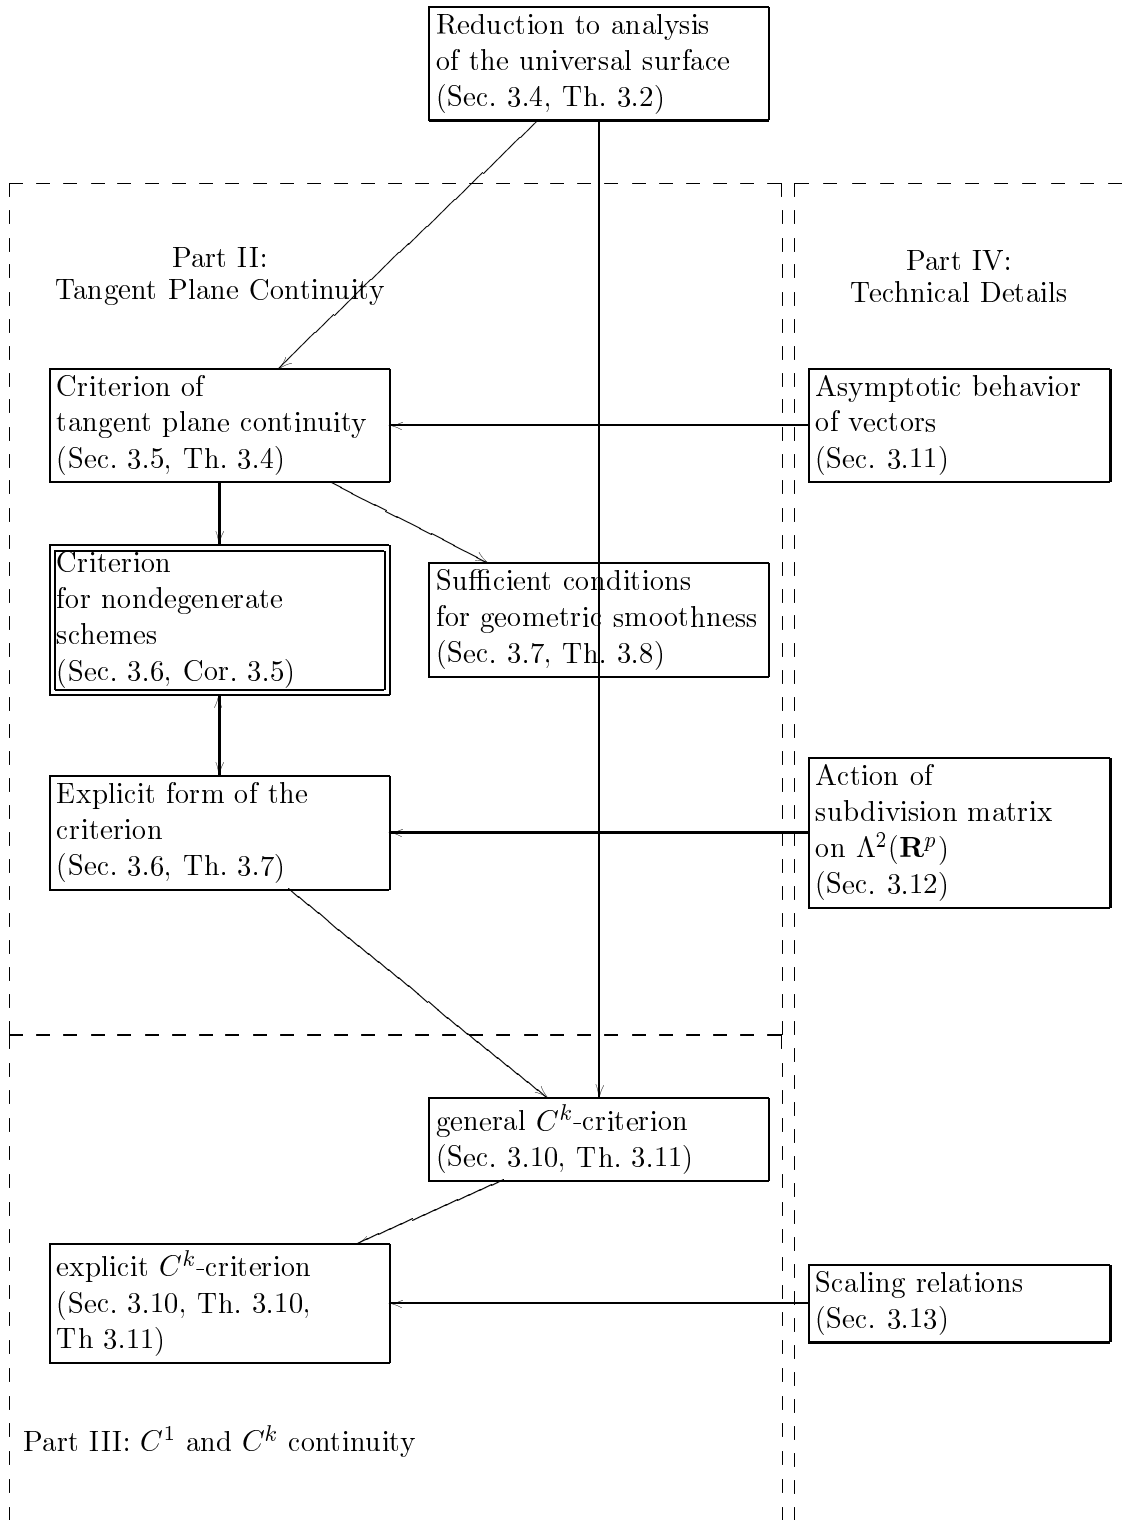 Reduction to analysis
of the universal surface
(Sec. 3.4, Th. 3.2)
Part II:
Tangent Plane Continuity
Part IV:
Technical Details
Criterion of
tangent plane continuity
(Sec. 3.5, Th. 3.4)
Asymptotic behavior
of vectors
(Sec. 3.11)
Criterion
for nondegenerate
schemes
(Sec. 3.6, Cor. 3.5)
Sufficient conditions
for geometric smoothness
(Sec. 3.7, Th. 3.8)
Explicit form of the
criterion
(Sec. 3.6, Th. 3.7)
Action of
subdivision matrix
on Λ²(𝐑ᵖ)
(Sec. 3.12)
general Cᵏ-criterion
(Sec. 3.10, Th. 3.11)
explicit Cᵏ-criterion
(Sec. 3.10, Th. 3.10,
Th 3.11)
Scaling relations
(Sec. 3.13)
Part III: C¹ and Cᵏ continuity